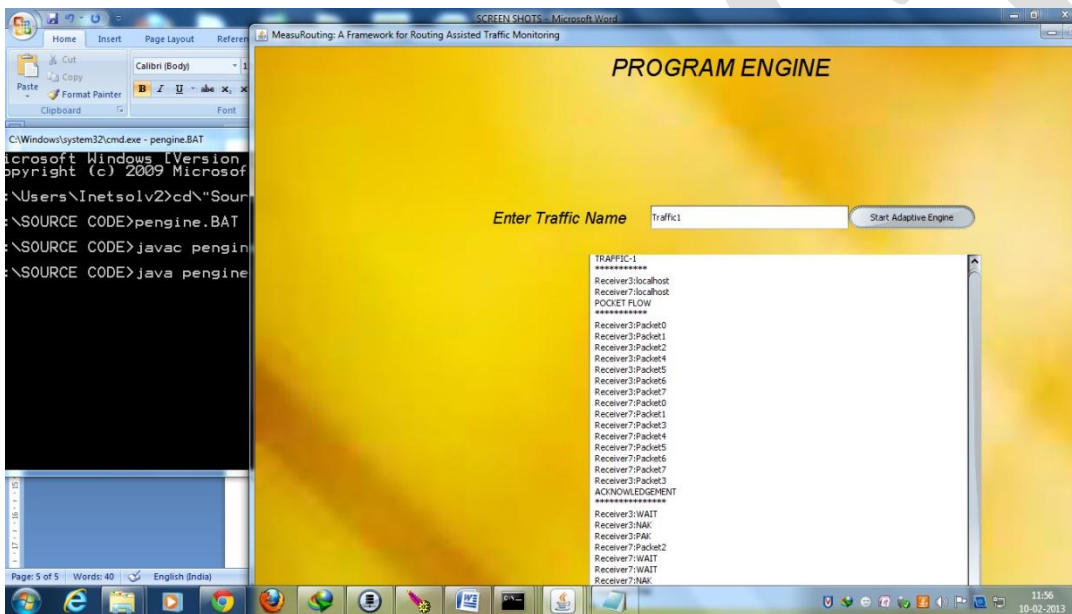 SCREEN SHOTS - Microsoft Word
Home Insert Page Layout
Cut
Copy
Paste
Format Painter
Clipboard
Calibri (Body)
B I U abe
Font
MeasuRouting: A Framework for Routing Assisted Traffic Monitoring
C:\Windows\system32\cmd.exe - pengine.BAT
icrosoft Windows [Version
opyright (c) 2009 Microsof
:\Users\Inetsolv2>cd\"Sour
:\SOURCE CODE>pengine.BAT
:\SOURCE CODE>javac pengin
:\SOURCE CODE>java pengine
PROGRAM ENGINE
Enter Traffic Name
Traffic1
Start Adaptive Engine
TRAFFIC-1
***********
Receiver3:localhost
Receiver7:localhost
POCKET FLOW
***********
Receiver3:Packet0
Receiver3:Packet1
Receiver3:Packet2
Receiver3:Packet4
Receiver3:Packet5
Receiver3:Packet6
Receiver3:Packet7
Receiver7:Packet0
Receiver7:Packet1
Receiver7:Packet3
Receiver7:Packet4
Receiver7:Packet5
Receiver7:Packet6
Receiver7:Packet7
Receiver3:Packet3
ACKNOWLEDGEMENT
***************
Receiver3:WAIT
Receiver3:NAK
Receiver3:PAK
Receiver7:Packet2
Receiver7:WAIT
Receiver7:WAIT
Receiver7:NAK
Page: 5 of 5 Words: 40 English (India)
11:56
10-02-2013